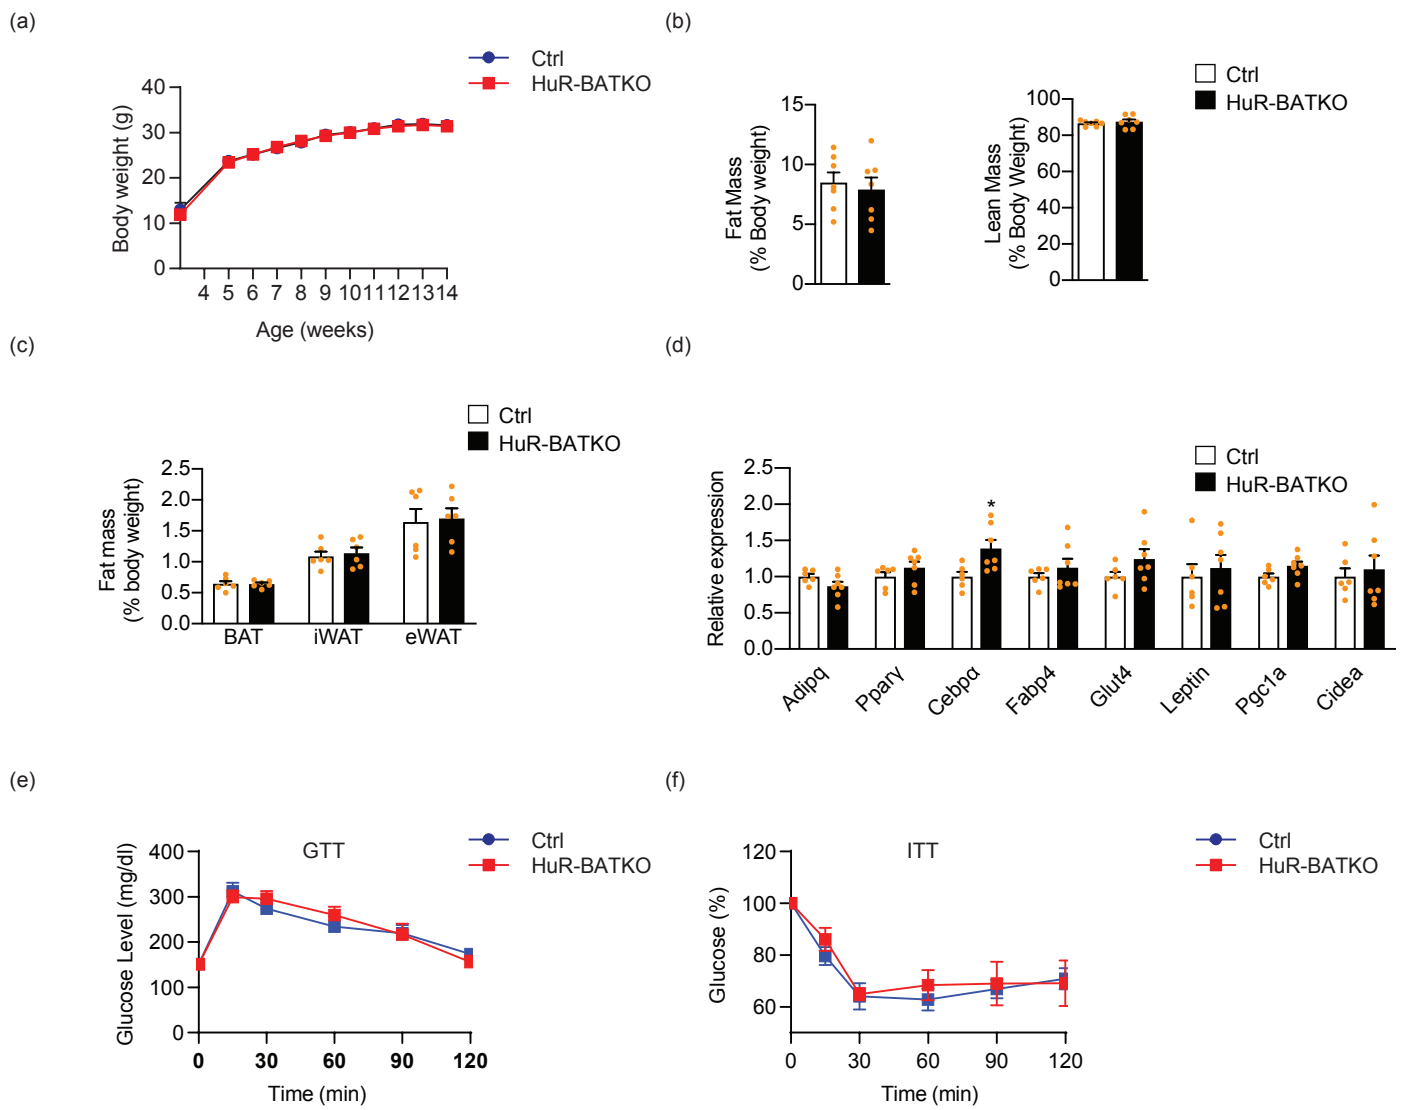 (a)
Ctrl
HuR-BATKO
Body weight (g)
40
30
20
10
0
4 5 6 7 8 9 10 11 12 13 14
Age (weeks)
(b)
Ctrl
HuR-BATKO
Fat Mass
(% Body weight)
15
10
5
0
Lean Mass
(% Body Weight)
100
80
60
40
20
0
(c)
Ctrl
HuR-BATKO
Fat mass
(% body weight)
2.5
2.0
1.5
1.0
0.5
0.0
BAT iWAT eWAT
(d)
Ctrl
HuR-BATKO
Relative expression
2.5
2.0
1.5
1.0
0.5
0.0
*
Adipq Pparγ Cebpα Fabp4 Glut4 Leptin Pgc1a Cidea
(e)
GTT
Ctrl
HuR-BATKO
Glucose Level (mg/dl)
400
300
200
100
0
0 30 60 90 120
Time (min)
(f)
ITT
Ctrl
HuR-BATKO
Glucose (%)
120
100
80
60
0 30 60 90 120
Time (min)